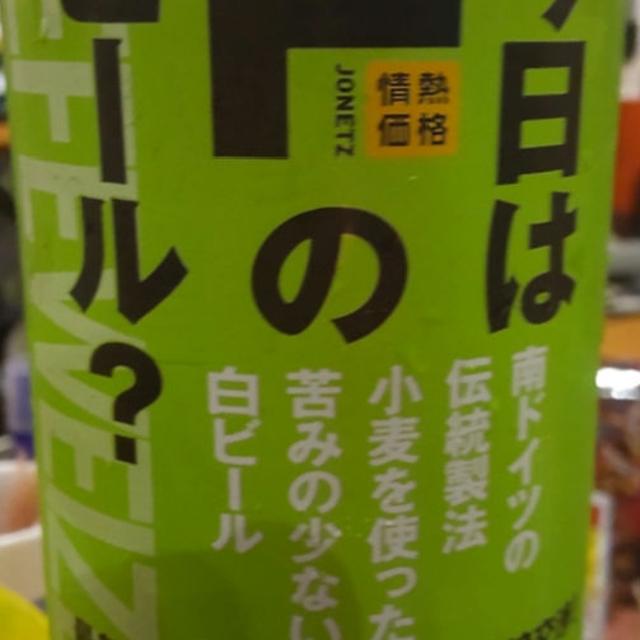 日は
の
ール?
情熱
価格
JONETZ
南ドイツの
伝統製法
小麦を使った
苦みの少ない
白ビール